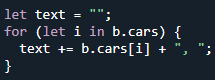 let text = "";
for (let i in b.cars) {
  text += b.cars[i] + ", ";
}